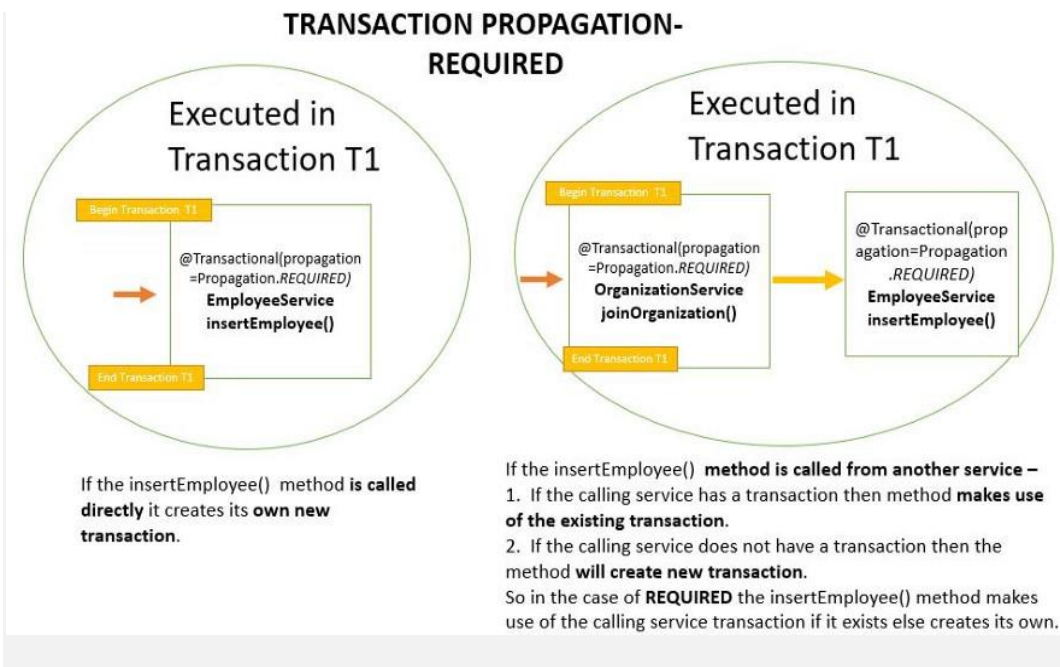 TRANSACTION PROPAGATION-
REQUIRED
Executed in
Transaction T1
Begin Transaction T1
@Transactional(propagation
=Propagation.REQUIRED)
EmployeeService
insertEmployee()
End Transaction T1
If the insertEmployee() method is called
directly it creates its own new
transaction.
Executed in
Transaction T1
Begin Transaction T1
@Transactional(propagation
=Propagation.REQUIRED)
OrganizationService
joinOrganization()
End Transaction T1
@Transactional(prop
agation=Propagation
.REQUIRED)
EmployeeService
insertEmployee()
If the insertEmployee() method is called from another service –
1. If the calling service has a transaction then method makes use
of the existing transaction.
2. If the calling service does not have a transaction then the
method will create new transaction.
So in the case of REQUIRED the insertEmployee() method makes
use of the calling service transaction if it exists else creates its own.